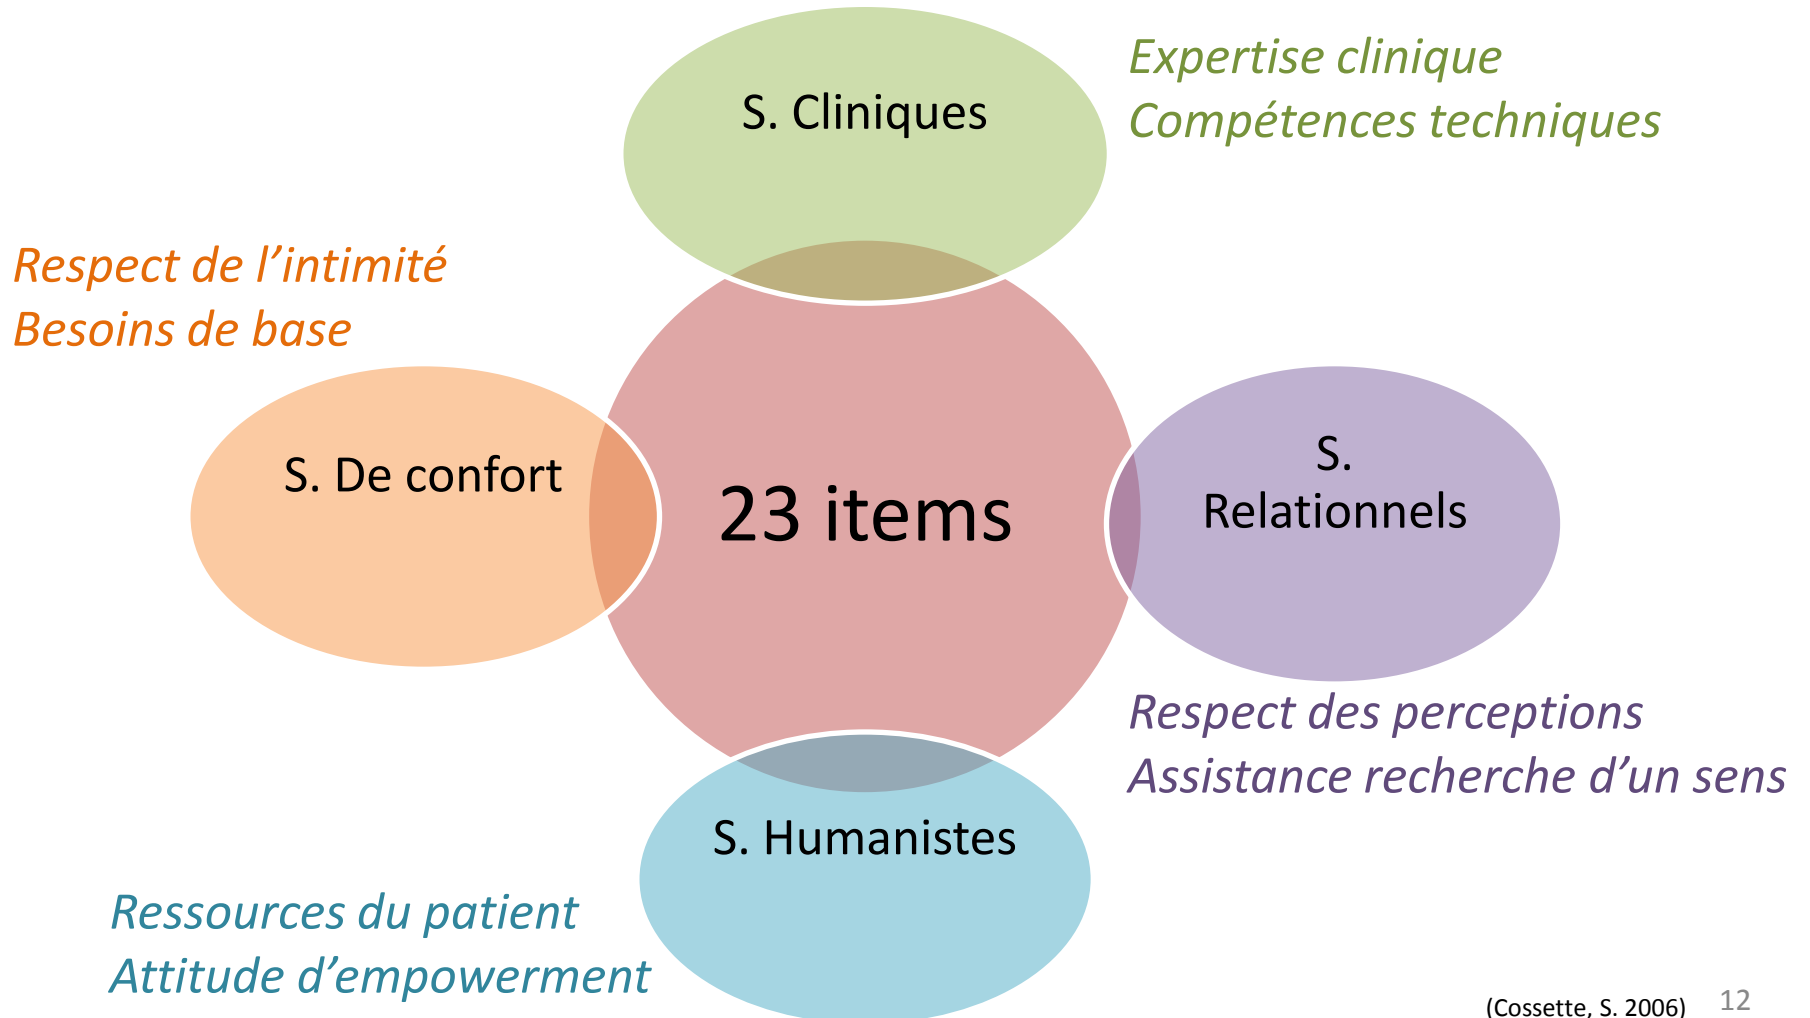 S. Cliniques
Expertise clinique
Compétences techniques
Respect de l’intimité
Besoins de base
S. De confort
23 items
S.
Relationnels
Respect des perceptions
Assistance recherche d’un sens
S. Humanistes
Ressources du patient
Attitude d’empowerment
(Cossette, S. 2006)
12